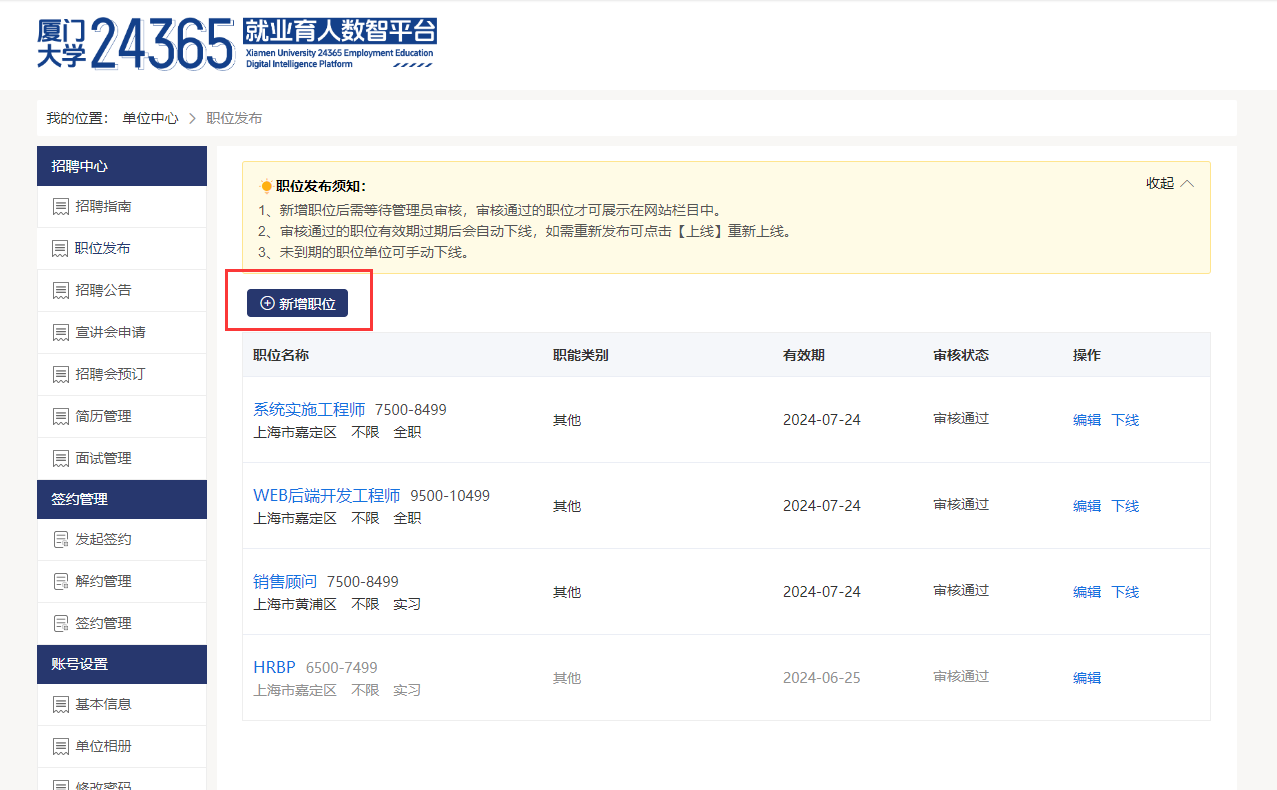 厦门大学 24365 就业育人数智平台
Xiamen University 24365 Employment Education
Digital Intelligence Platform
我的位置： 单位中心 > 职位发布
招聘中心
招聘指南
职位发布
招聘公告
宣讲会申请
招聘会预订
简历管理
面试管理
签约管理
发起签约
解约管理
签约管理
账号设置
基本信息
单位相册
修改密码
职位发布须知：
收起
1、新增职位后需等待管理员审核，审核通过的职位才可展示在网站栏目中。
2、审核通过的职位有效期过期后会自动下线，如需重新发布可点击【上线】重新上线。
3、未到期的职位单位可手动下线。
新增职位
职位名称 职能类别 有效期 审核状态 操作
系统实施工程师 7500-8499
上海市嘉定区 不限 全职
其他 2024-07-24 审核通过 编辑 下线
WEB后端开发工程师 9500-10499
上海市嘉定区 不限 全职
其他 2024-07-24 审核通过 编辑 下线
销售顾问 7500-8499
上海市黄浦区 不限 实习
其他 2024-07-24 审核通过 编辑 下线
HRBP 6500-7499
上海市嘉定区 不限 实习
其他 2024-06-25 审核通过 编辑